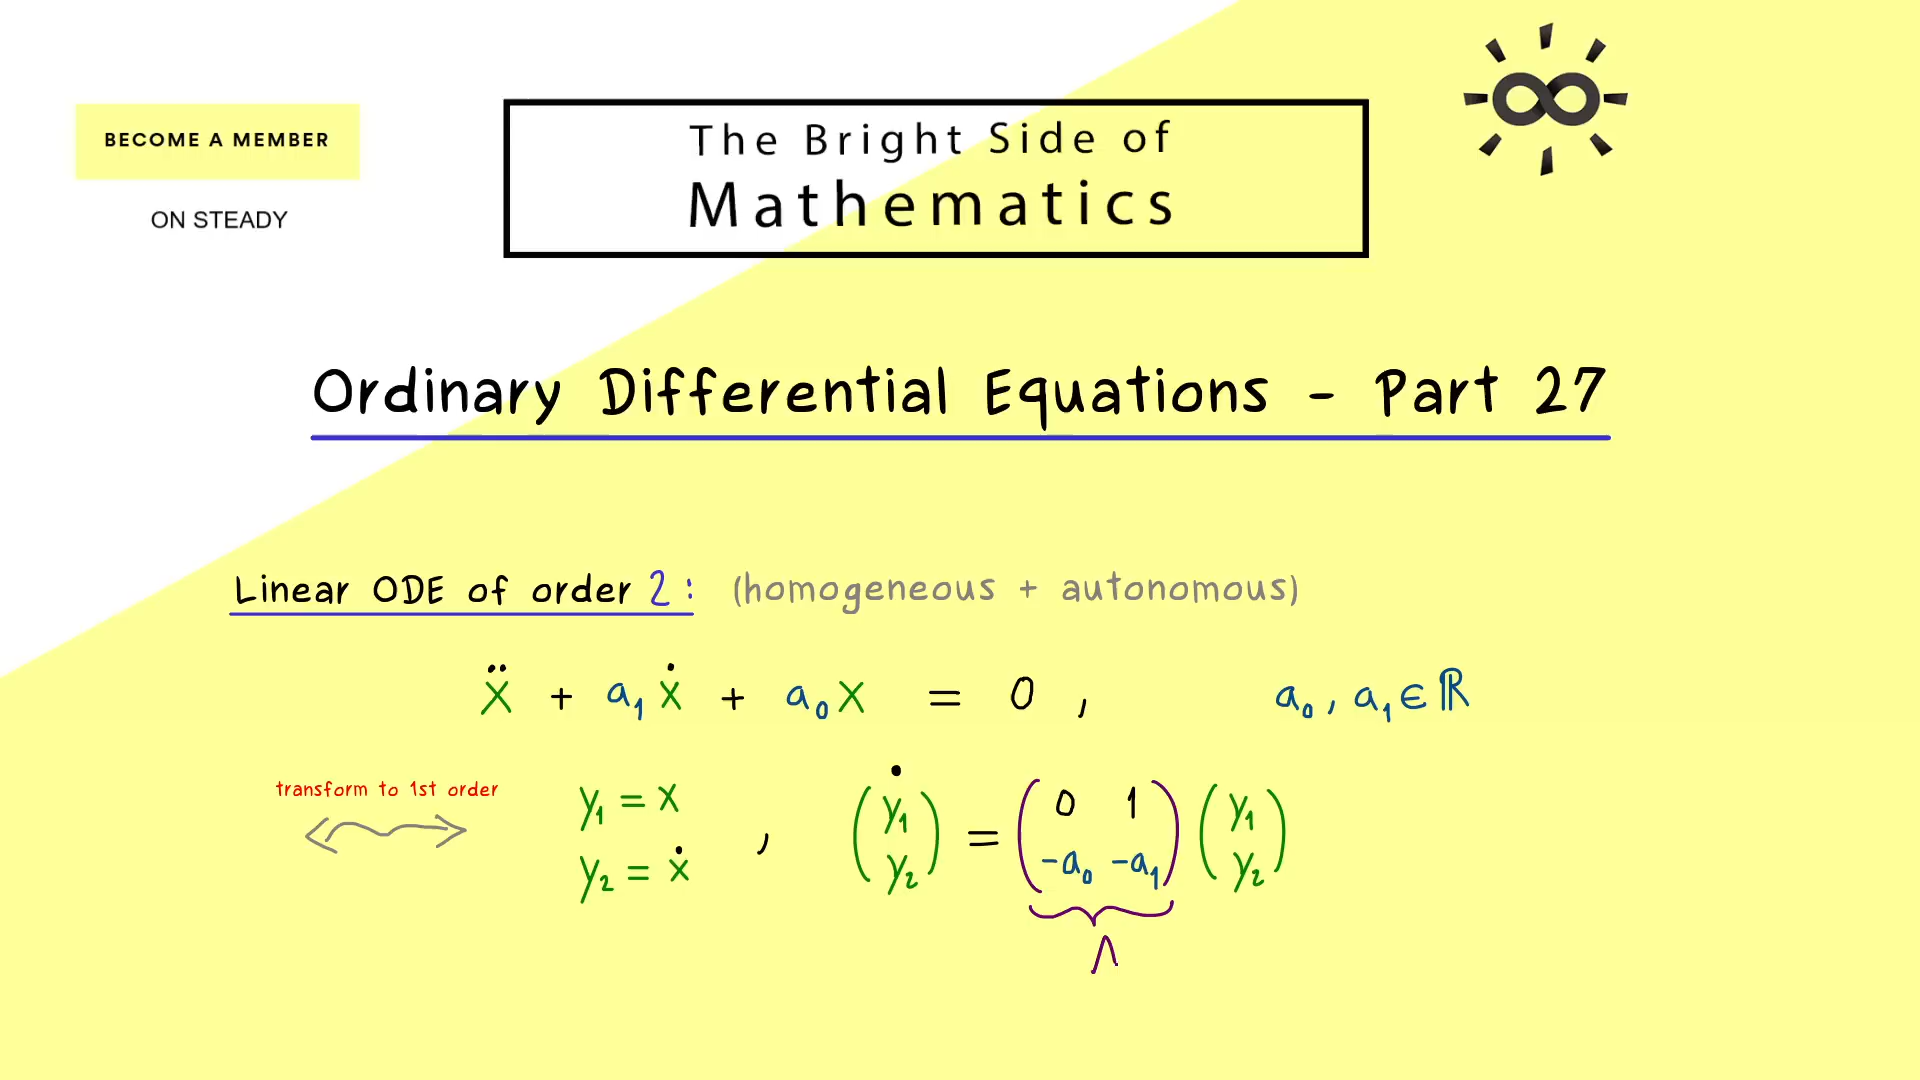 BECOME A MEMBER
ON STEADY
The Bright Side of
Mathematics
Ordinary Differential Equations - Part 27
Linear ODE of order 2: (homogeneous + autonomous)
ẍ + a₁ẋ + a₀x = 0 , a₀, a₁ ∈ ℝ
transform to 1st order
y₁ = x
y₂ = ẋ
, (y₁ y₂)˙ = (0 1 -a₀ -a₁) (y₁ y₂)
Λ